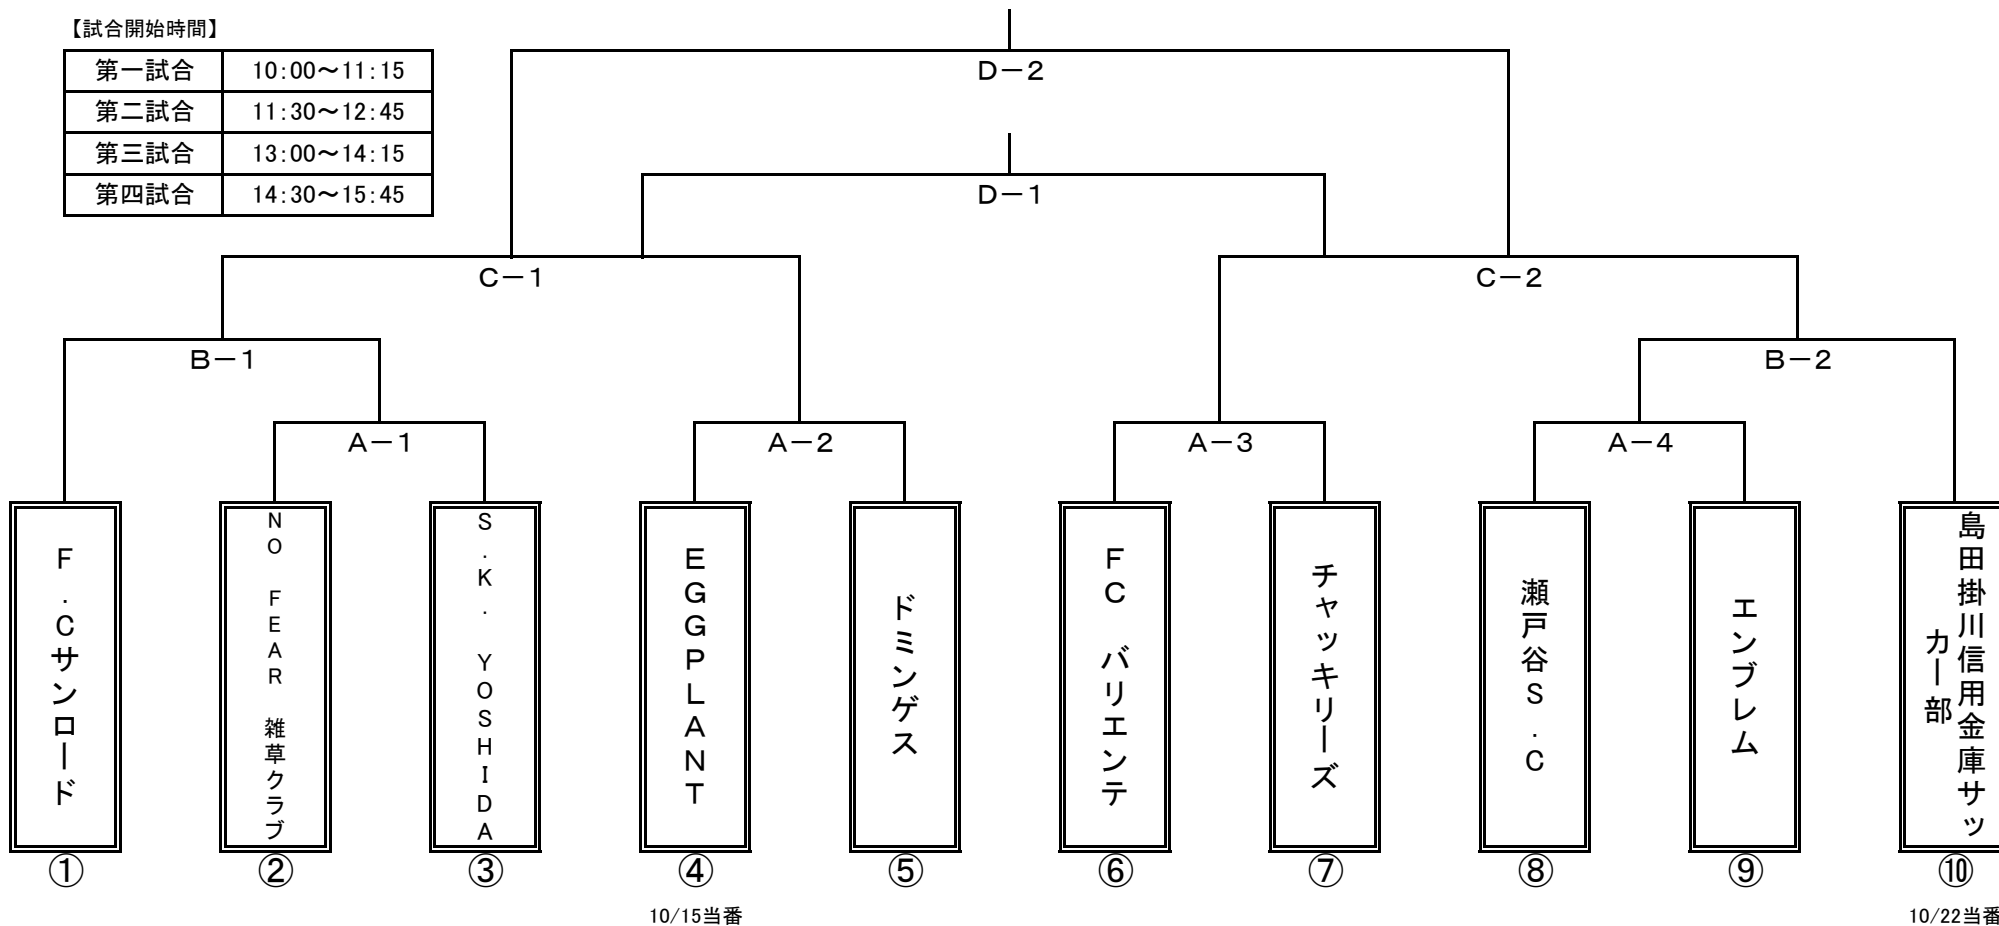 【試合開始時間】
第一試合 10:00～11:15
第二試合 11:30～12:45
第三試合 13:00～14:15
第四試合 14:30～15:45
D－2
D－1
C－1
C－2
B－1
B－2
A－1
A－2
A－3
A－4
F.Cサンロード
NO FEAR 雑草クラブ
S.K. YOSHIDA
EGGPLANT
ドミンゲス
FC バリエンテ
チャッキリーズ
瀬戸谷S.C
エンブレム
島田掛川信用金庫サッ
カー部
① ② ③ ④ ⑤ ⑥ ⑦ ⑧ ⑨ ⑩
10/15当番
10/22当番